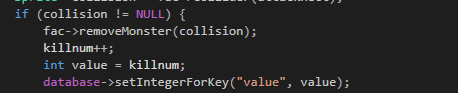 if (collision != NULL) {
fac->removeMonster(collision);
killnum++;
int value = killnum;
database->setIntegerForKey("value", value);